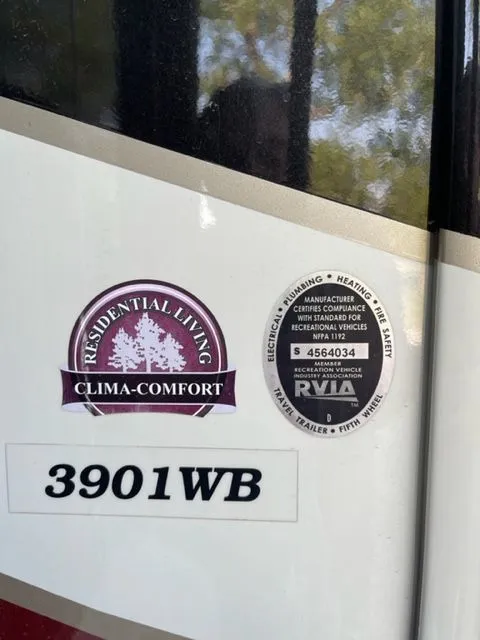 RESIDENTIAL LIVING
CLIMA-COMFORT
ELECTRICAL • PLUMBING • HEATING • FIRE SAFETY
MANUFACTURER
CERTIFIES COMPLIANCE
WITH STANDARD FOR
RECREATIONAL VEHICLES
NFPA 1192
S 4564034
MEMBER
RECREATION VEHICLE
INDUSTRY ASSOCIATION
RVIA
TM
D
TRAVEL TRAILER • FIFTH WHEEL
3901WB